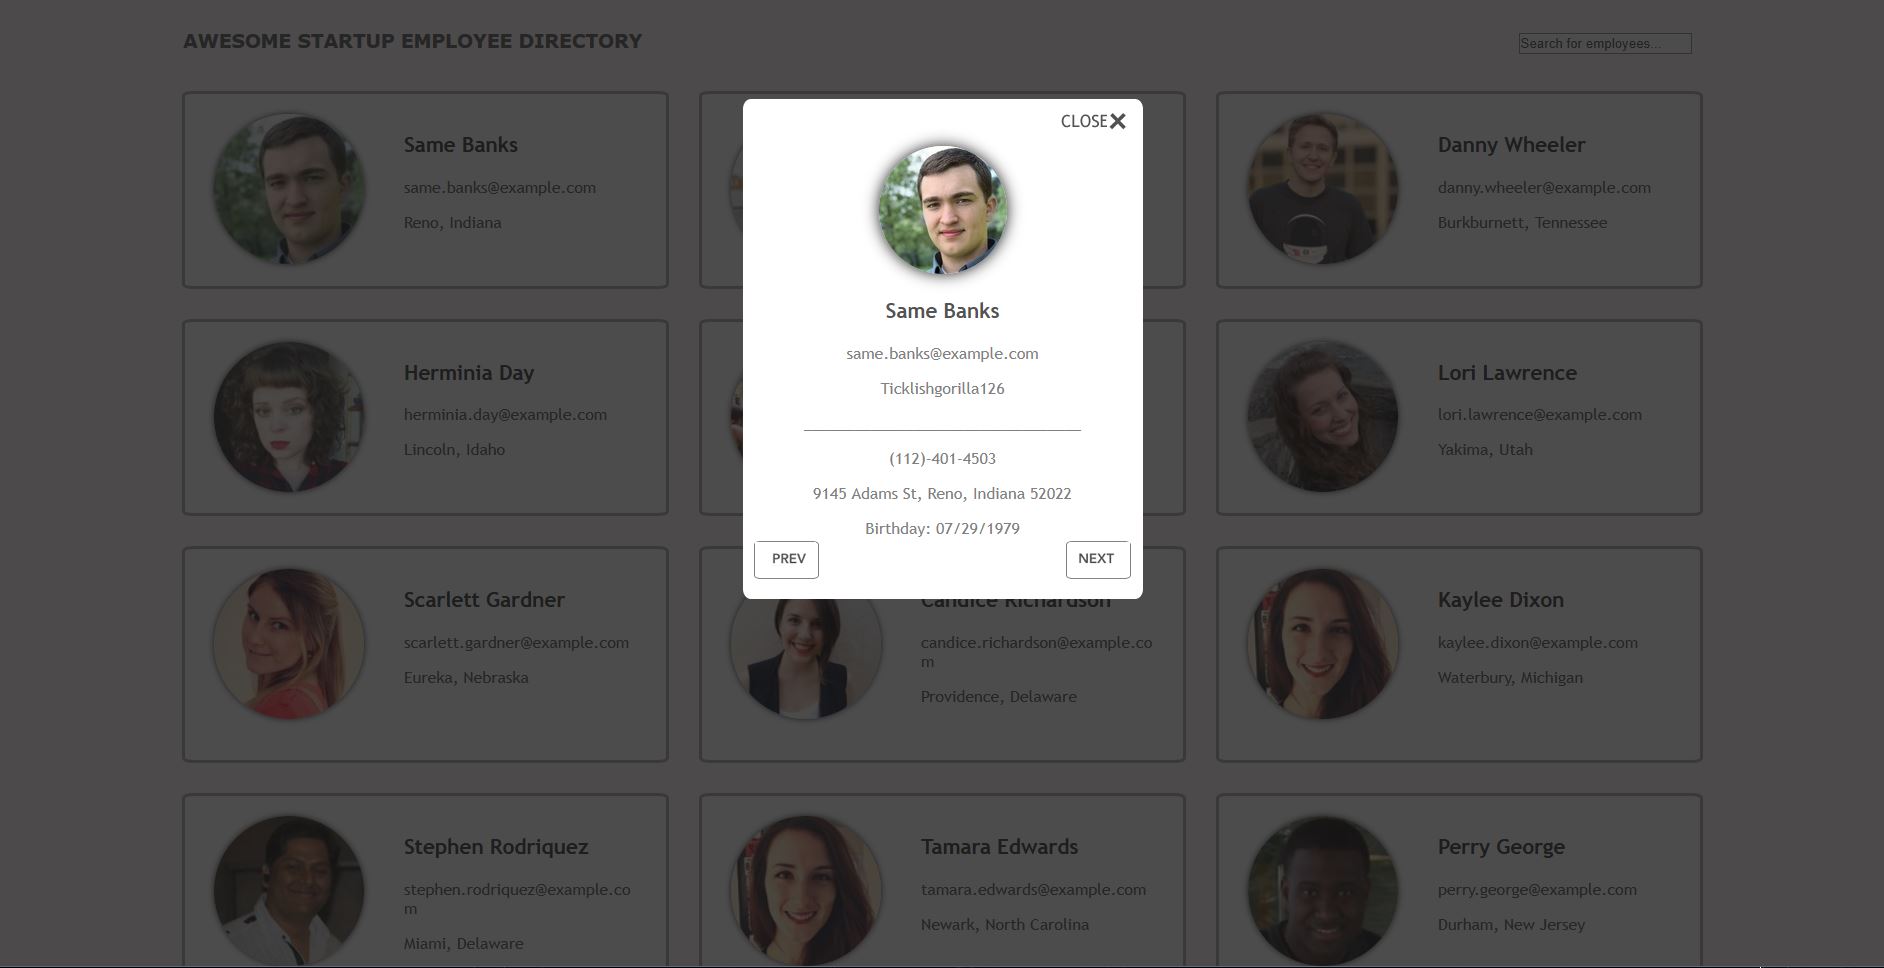 AWESOME STARTUP EMPLOYEE DIRECTORY
Search for employees...
CLOSE✕
Same Banks
same.banks@example.com
Ticklishgorilla126
(112)-401-4503
9145 Adams St, Reno, Indiana 52022
Birthday: 07/29/1979
PREV
NEXT
Same Banks
same.banks@example.com
Reno, Indiana
Danny Wheeler
danny.wheeler@example.com
Burkburnett, Tennessee
Herminia Day
herminia.day@example.com
Lincoln, Idaho
Lori Lawrence
lori.lawrence@example.com
Yakima, Utah
Scarlett Gardner
scarlett.gardner@example.com
Eureka, Nebraska
Candice Richardson
candice.richardson@example.co
m
Providence, Delaware
Kaylee Dixon
kaylee.dixon@example.com
Waterbury, Michigan
Stephen Rodriquez
stephen.rodriquez@example.co
m
Miami, Delaware
Tamara Edwards
tamara.edwards@example.com
Newark, North Carolina
Perry George
perry.george@example.com
Durham, New Jersey